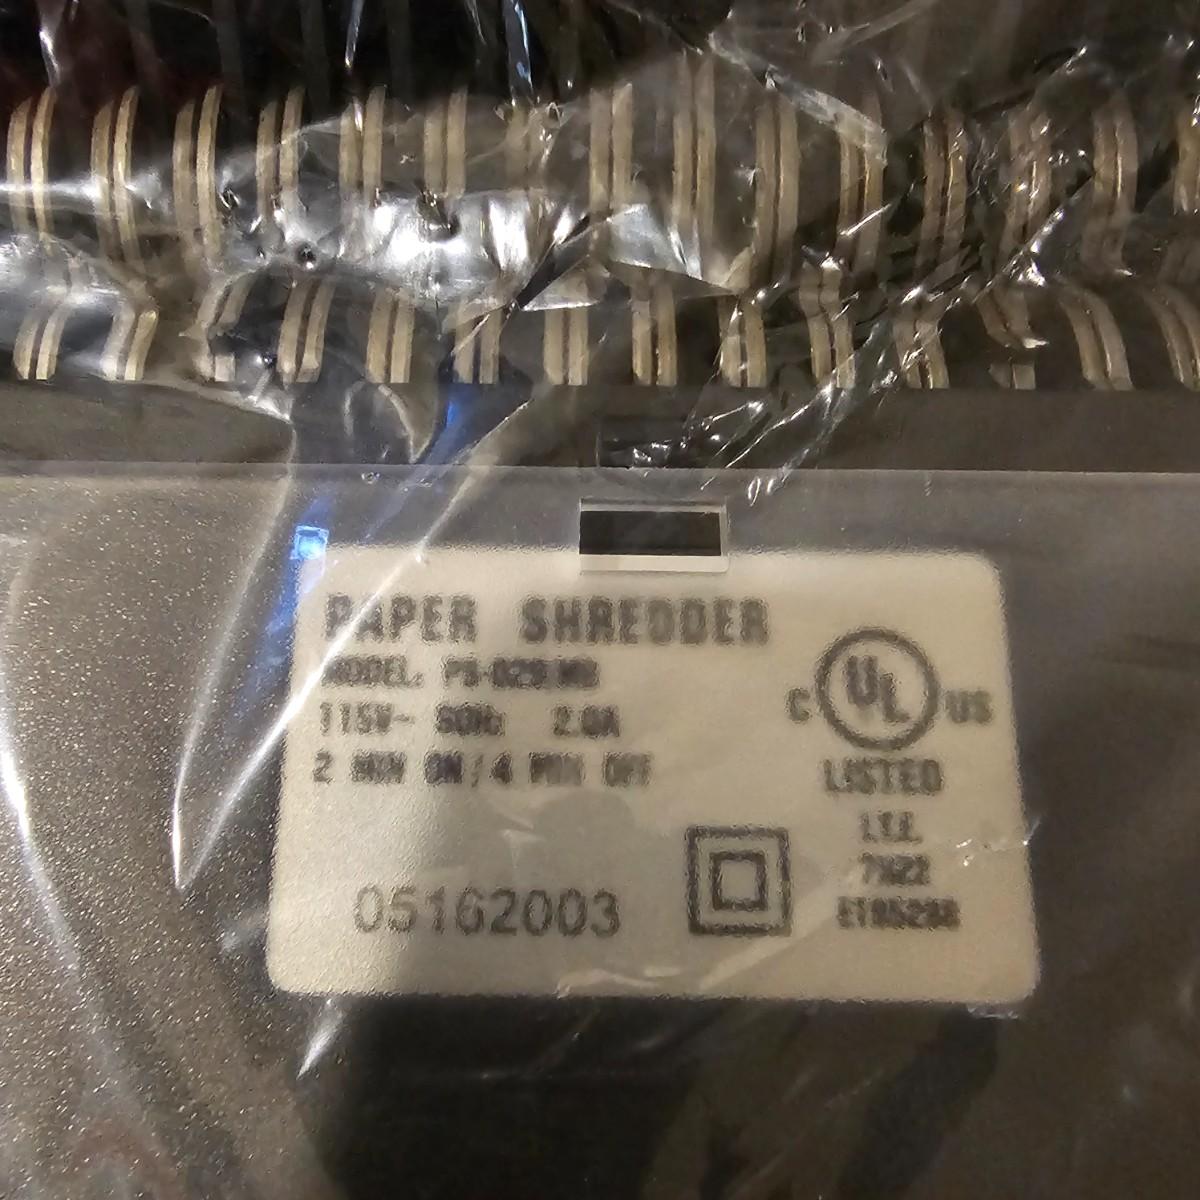 PAPER SHREDDER
MODEL:
115V~ 60Hz 2.0A
2 MIN ON/4 MIN OFF
05162003
C UL US
LISTED
I.T.E.